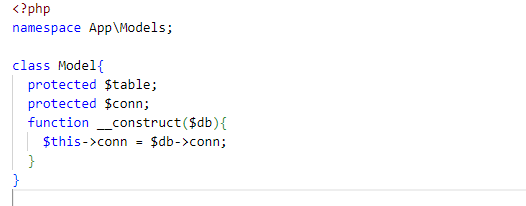 <?php
namespace App\Models;

class Model{
  protected $table;
  protected $conn;
  function __construct($db){
    $this->conn = $db->conn;
  }
}